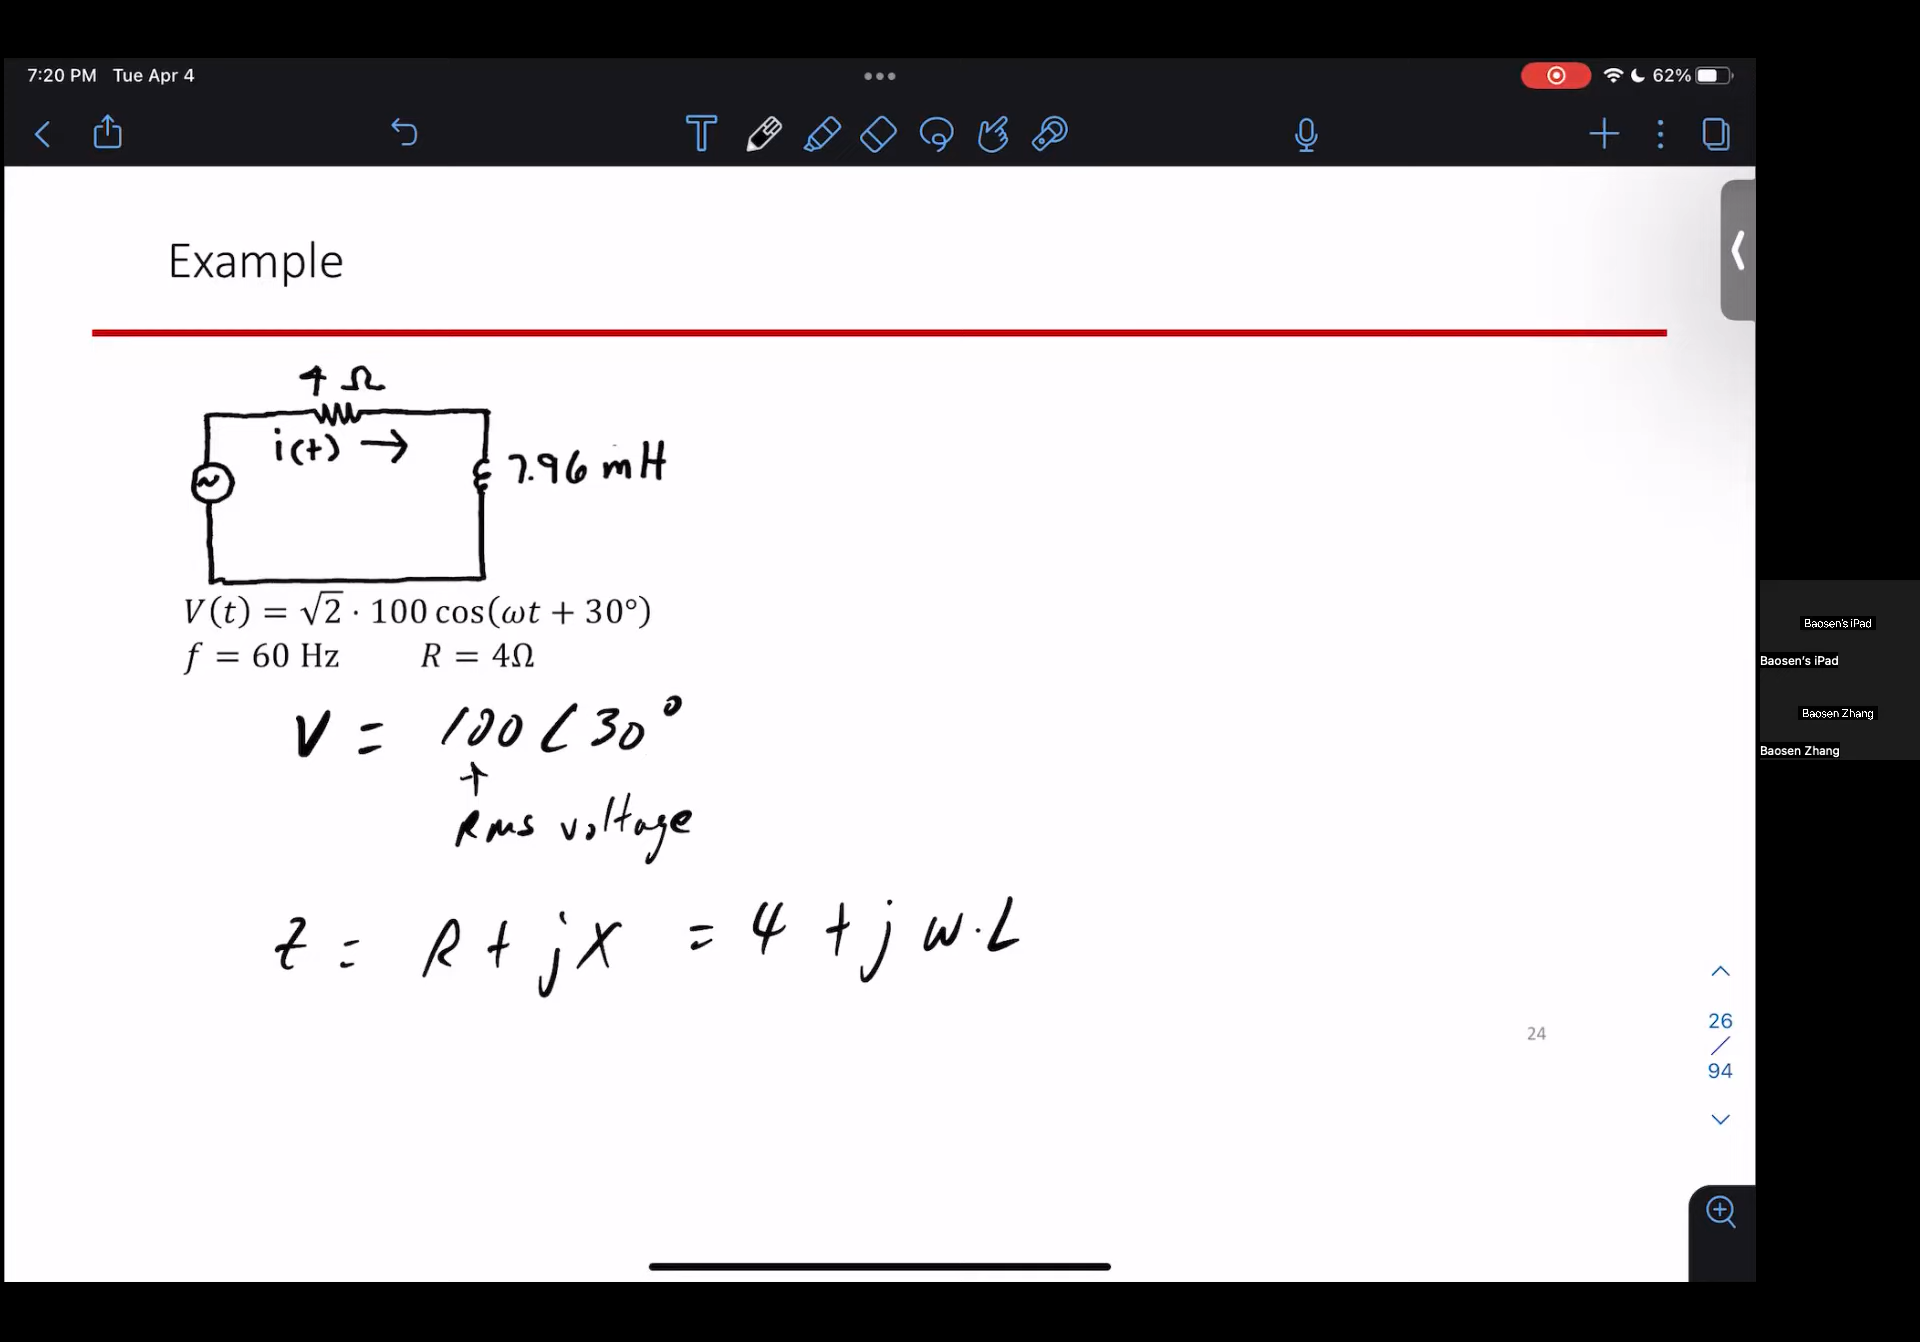 7:20 PM Tue Apr 4
62%
T
Example
4 Ω
i(t) →
7.96 mH
V(t) = √2 · 100 cos(ωt + 30°)
f = 60 Hz R = 4Ω
V = 100 ∠ 30°
↑
RMS voltage
Z = R + jX = 4 + j ω · L
24
26
/
94
Baosen's iPad
Baosen's iPad
Baosen Zhang
Baosen Zhang